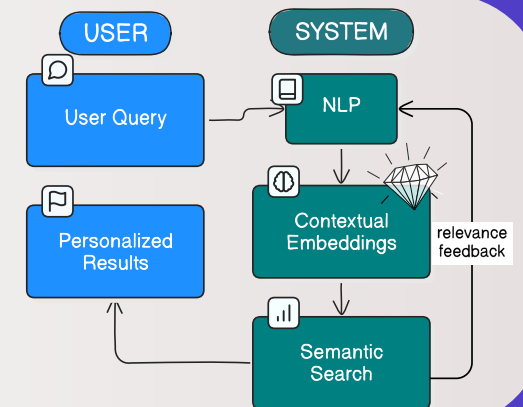 USER
SYSTEM
User Query
NLP
Contextual
Embeddings
Personalized
Results
relevance
feedback
Semantic
Search